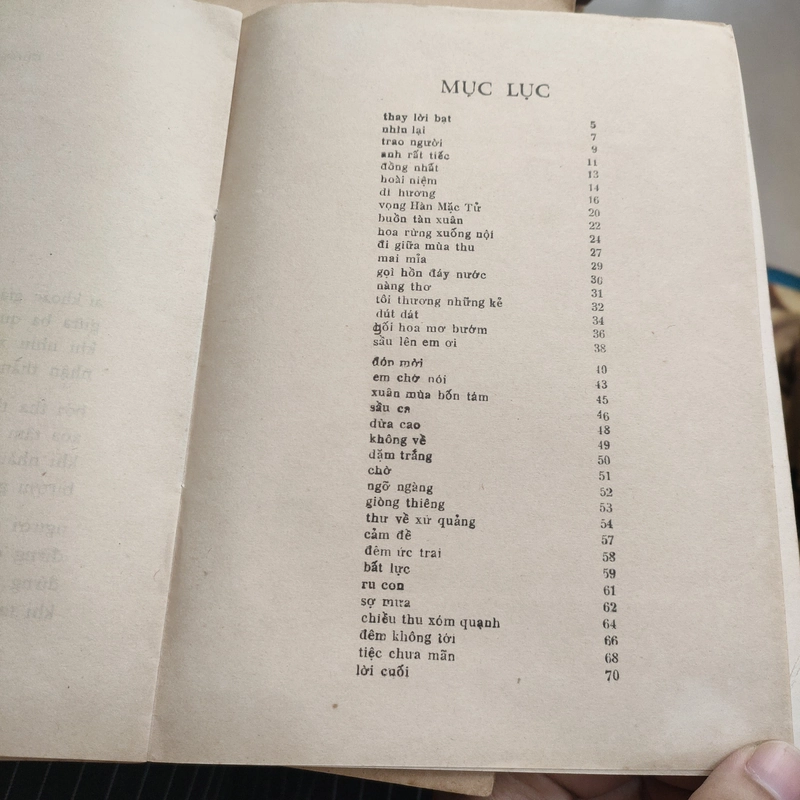 MỤC LỤC
thay lời bạt 5
nhìn lại 7
trao người 9
anh rất tiếc 11
đồng nhất 13
hoài niệm 14
di hương 16
vọng Hàn Mặc Tử 20
buồn tàn xuân 22
hoa rừng xuống nội 24
đi giữa mùa thu 27
mai mỉa 29
gọi hồn đáy nước 30
nàng thơ 31
tôi thương những kẻ 32
dút dát 34
gối hoa mơ bướm 36
sầu lên em ơi 38
đón mời 40
em chờ nói 43
xuân mùa bốn tám 45
sầu ca 46
dừa cao 48
không về 49
dặm trắng 50
chờ 51
ngỡ ngàng 52
giòng thiêng 53
thư về xứ quảng 54
cảm đề 57
đêm ức trai 58
bất lực 59
ru con 61
sợ mưa 62
chiều thu xóm quạnh 64
đêm không lời 66
tiệc chưa mãn 68
lời cuối 70